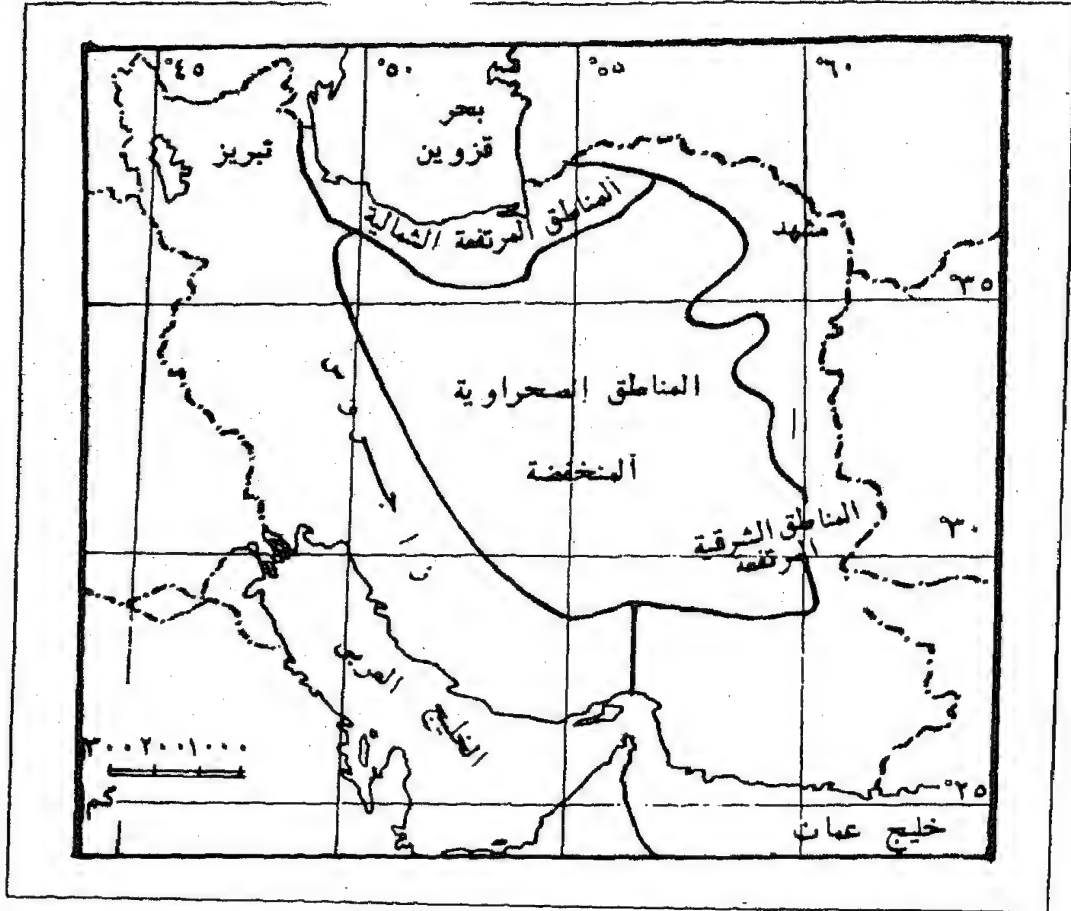 °٤٥
°٥٠
°٥٥
°٦٠
بحر
قزوين
تبريز
المناطق المرتفعة الشمالية
مشهد
°٣٥
المناطق الصحراوية
المنخفضة
المناطق الشرقية
المرتفعة
°٣٠
الخليج العربي
٣٠٠ ٢٠٠ ١٠٠ ٠
كم
°٢٥
خليج عمان